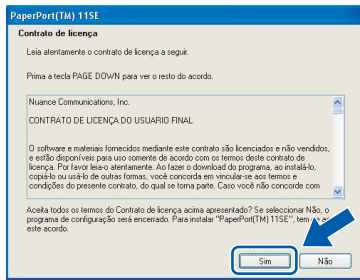 PaperPort(TM) 11SE
Contrato de licença
Leia atentamente o contrato de licença a seguir.
Prima a tecla PAGE DOWN para ver o resto do acordo.
Nuance Communications, Inc.
CONTRATO DE LICENÇA DO USUARIO FINAL
O software e materiais fornecidos mediante este contrato são licenciados e não vendidos,
e estão disponíveis para uso somente de acordo com os termos deste contrato de
licença. Por favor leia-o atentamente. Ao fazer o download do programa, ao instalá-lo,
copiá-lo ou usá-lo de outras formas, você concorda em vincular-se aos termos e
condições do presente contrato, do qual se torna parte. Caso você não concorde com
Aceita todos os termos do Contrato de licença acima apresentado? Se seleccionar Não, o
programa de configuração será encerrado. Para instalar "PaperPort(TM) 11SE", tem
este acordo.
Sim
Não